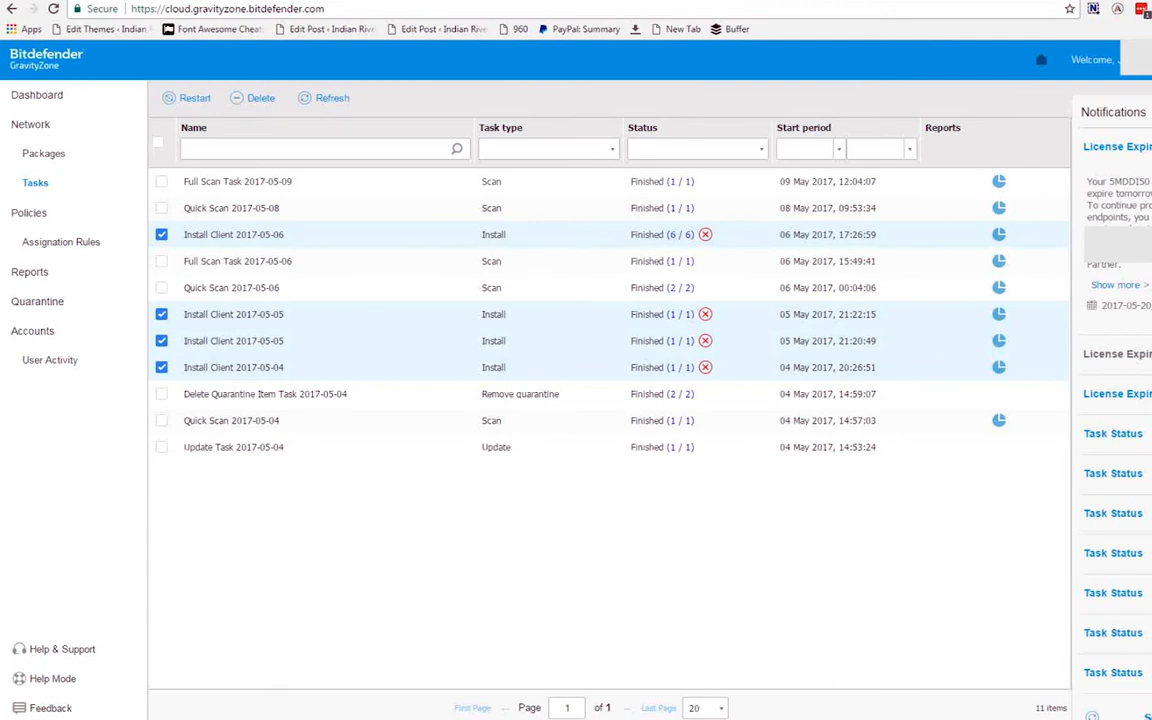 Secure https://cloud.gravityzone.bitdefender.com
Apps Edit Themes ‹ Indian Font Awesome Cheat Edit Post ‹ Indian Rive Edit Post ‹ Indian Rive 960 PayPal: Summary New Tab Buffer
Bitdefender
GravityZone
Welcome,
Dashboard
Network
Packages
Tasks
Policies
Assignation Rules
Reports
Quarantine
Accounts
User Activity
Help & Support
Help Mode
Feedback
Restart Delete Refresh
Name Task type Status Start period Reports
Full Scan Task 2017-05-09 Scan Finished (1 / 1) 09 May 2017, 12:04:07
Quick Scan 2017-05-08 Scan Finished (1 / 1) 08 May 2017, 09:53:34
Install Client 2017-05-06 Install Finished (6 / 6) 06 May 2017, 17:26:59
Full Scan Task 2017-05-06 Scan Finished (1 / 1) 06 May 2017, 15:49:41
Quick Scan 2017-05-06 Scan Finished (2 / 2) 06 May 2017, 00:04:06
Install Client 2017-05-05 Install Finished (1 / 1) 05 May 2017, 21:22:15
Install Client 2017-05-05 Install Finished (1 / 1) 05 May 2017, 21:20:49
Install Client 2017-05-04 Install Finished (1 / 1) 04 May 2017, 20:26:51
Delete Quarantine Item Task 2017-05-04 Remove quarantine Finished (2 / 2) 04 May 2017, 14:59:07
Quick Scan 2017-05-04 Scan Finished (1 / 1) 04 May 2017, 14:57:03
Update Task 2017-05-04 Update Finished (1 / 1) 04 May 2017, 14:53:24
First Page Page 1 of 1 Last Page 20 11 items
Notifications
License Expir
Your 5MDDI50
expire tomorrow
To continue pro
endpoints, you
Partner.
Show more >
2017-05-20,
License Expir
License Expir
Task Status
Task Status
Task Status
Task Status
Task Status
Task Status
Task Status